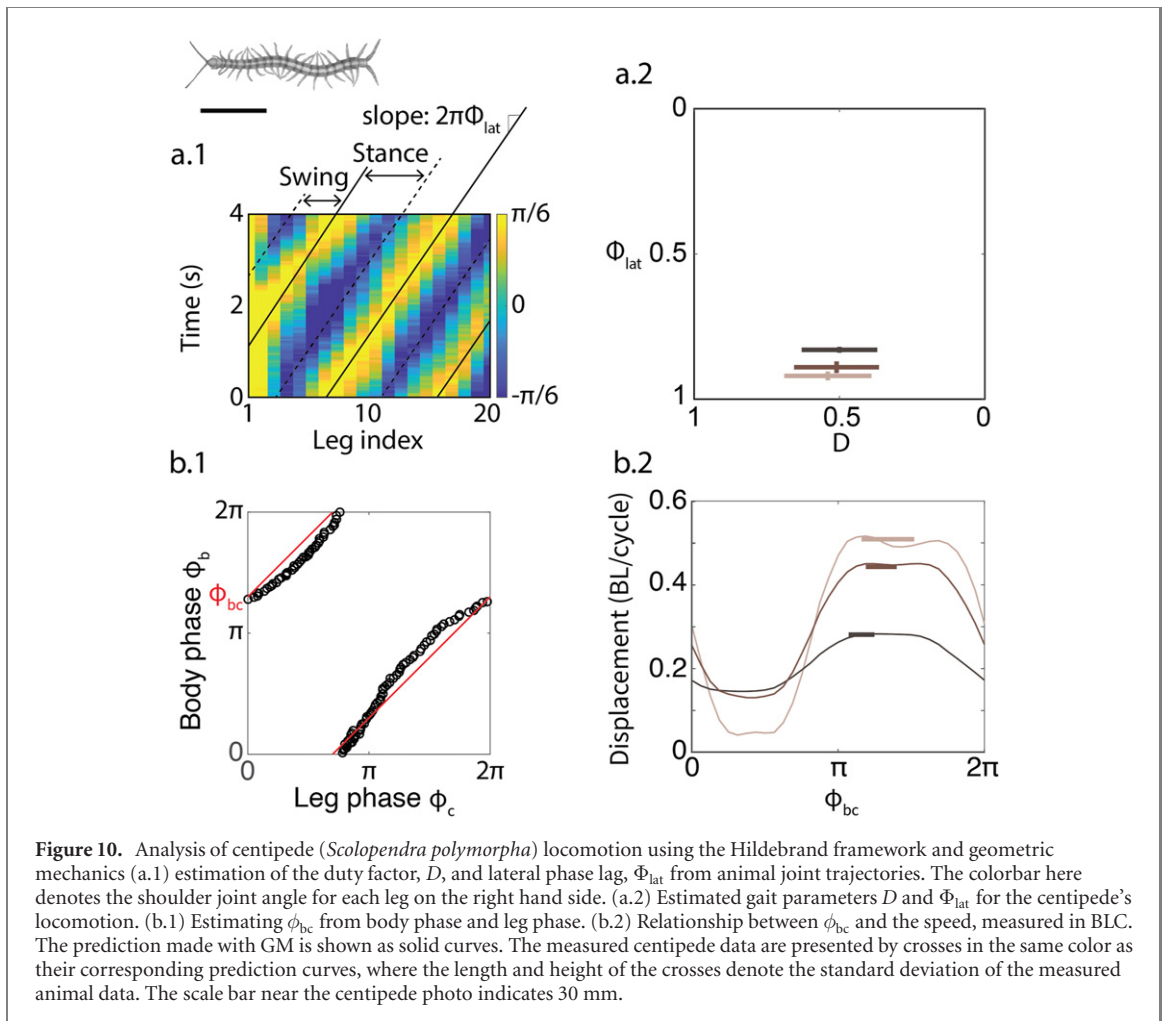 a.1
slope: 2πΦlat
Stance
Swing
4
2
0
Time (s)
1
10
20
Leg index
π/6
0
-π/6
a.2
0
Φlat
0.5
1
1
0.5
0
D
b.1
2π
Body phase Φb
Φbc
π
0
0
π
2π
Leg phase Φc
b.2
0.6
Displacement (BL/cycle)
0.4
0.2
0
0
π
2π
Φbc
Figure 10. Analysis of centipede (Scolopendra polymorpha) locomotion using the Hildebrand framework and geometric
mechanics (a.1) estimation of the duty factor, D, and lateral phase lag, Φlat from animal joint trajectories. The colorbar here
denotes the shoulder joint angle for each leg on the right hand side. (a.2) Estimated gait parameters D and Φlat for the centipede's
locomotion. (b.1) Estimating ϕbc from body phase and leg phase. (b.2) Relationship between ϕbc and the speed, measured in BLC.
The prediction made with GM is shown as solid curves. The measured centipede data are presented by crosses in the same color as
their corresponding prediction curves, where the length and height of the crosses denote the standard deviation of the measured
animal data. The scale bar near the centipede photo indicates 30 mm.